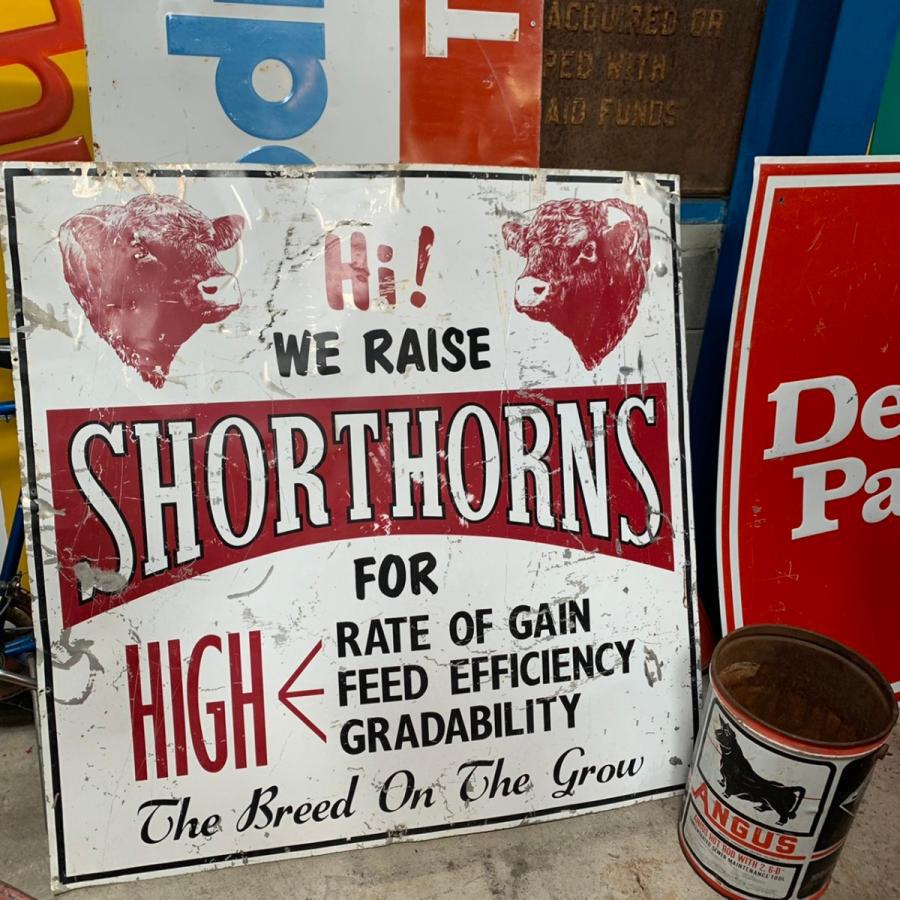 ACQUIRED OR
PED WITH
AID FUNDS
T
Hi!
WE RAISE
SHORTHORNS
FOR
HIGH
RATE OF GAIN
FEED EFFICIENCY
GRADABILITY
The Breed On The Grow
De
Pa
ANGUS